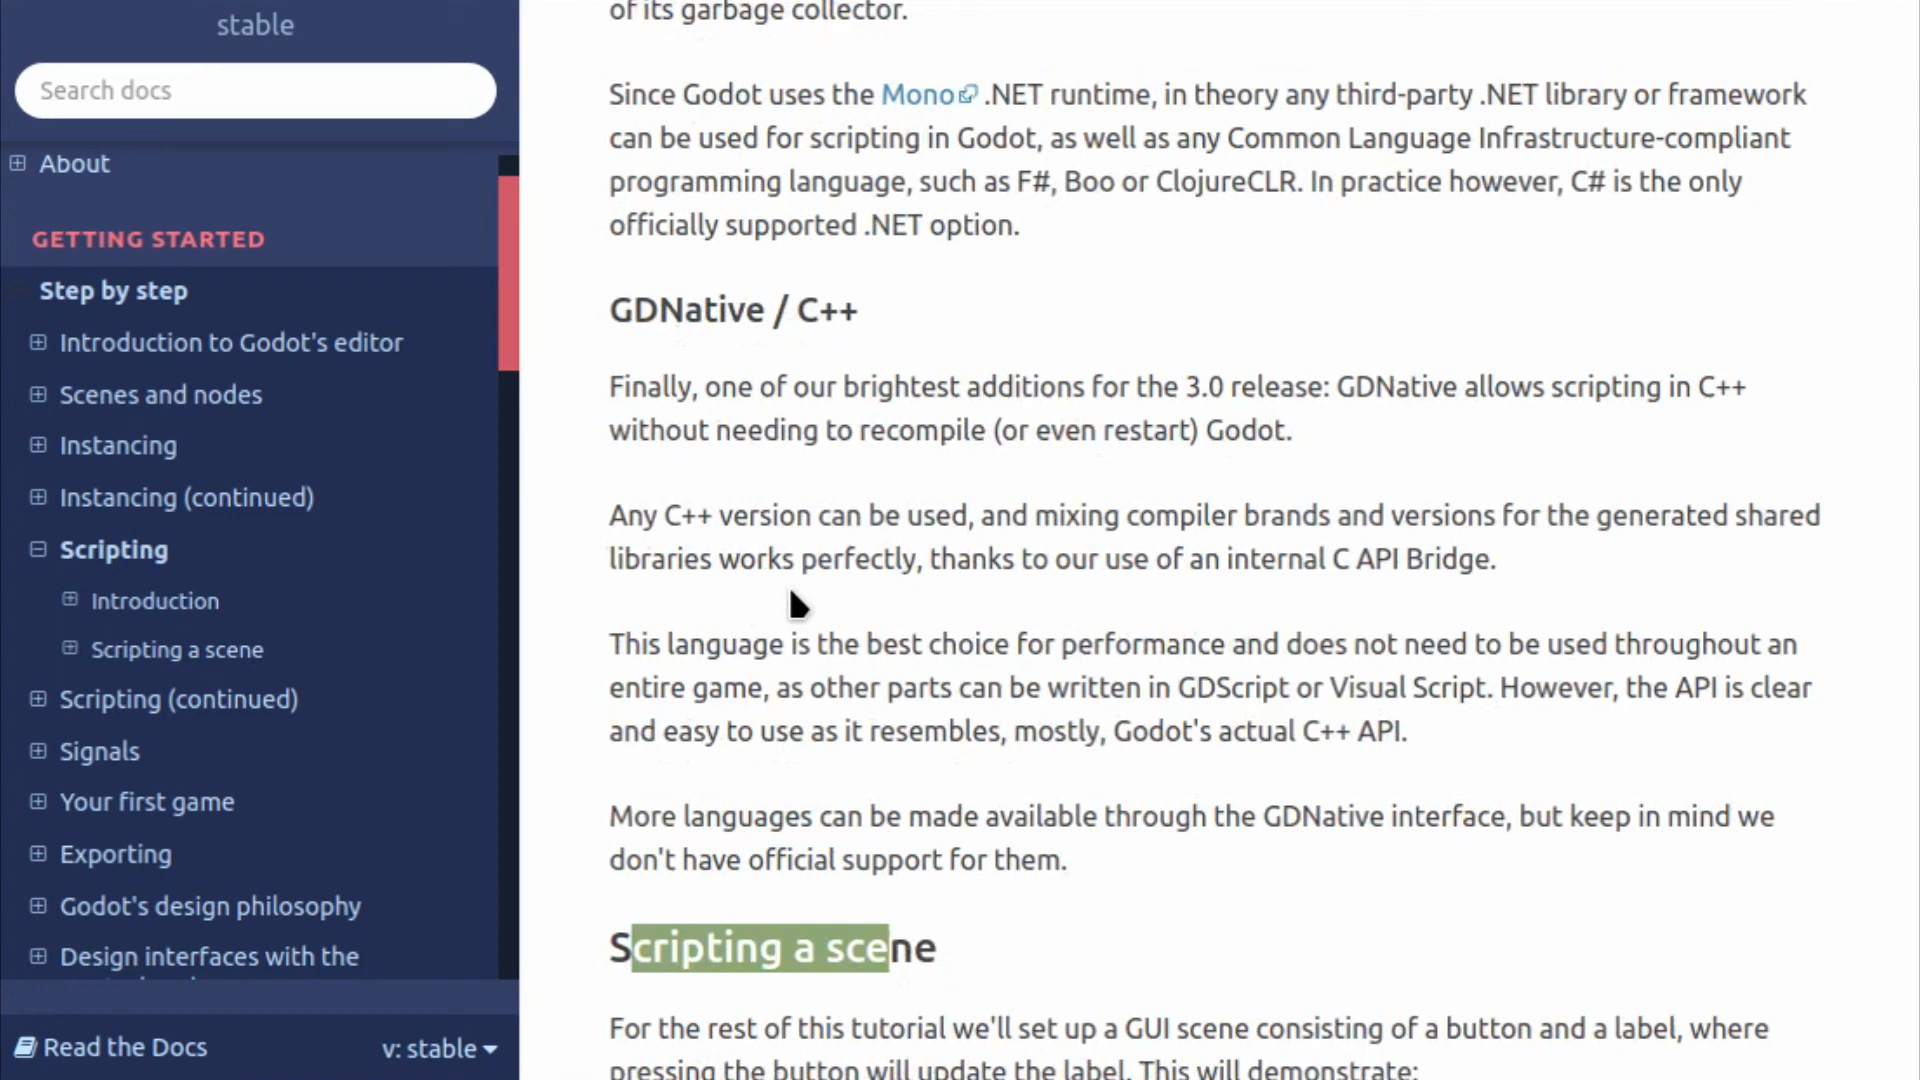 stable
Search docs
About
GETTING STARTED
Step by step
Introduction to Godot's editor
Scenes and nodes
Instancing
Instancing (continued)
Scripting
Introduction
Scripting a scene
Scripting (continued)
Signals
Your first game
Exporting
Godot's design philosophy
Design interfaces with the
Read the Docs
v: stable
of its garbage collector.
Since Godot uses the Mono .NET runtime, in theory any third-party .NET library or framework
can be used for scripting in Godot, as well as any Common Language Infrastructure-compliant
programming language, such as F#, Boo or ClojureCLR. In practice however, C# is the only
officially supported .NET option.
GDNative / C++
Finally, one of our brightest additions for the 3.0 release: GDNative allows scripting in C++
without needing to recompile (or even restart) Godot.
Any C++ version can be used, and mixing compiler brands and versions for the generated shared
libraries works perfectly, thanks to our use of an internal C API Bridge.
This language is the best choice for performance and does not need to be used throughout an
entire game, as other parts can be written in GDScript or Visual Script. However, the API is clear
and easy to use as it resembles, mostly, Godot's actual C++ API.
More languages can be made available through the GDNative interface, but keep in mind we
don't have official support for them.
Scripting a scene
For the rest of this tutorial we'll set up a GUI scene consisting of a button and a label, where
pressing the button will update the label. This will demonstrate: